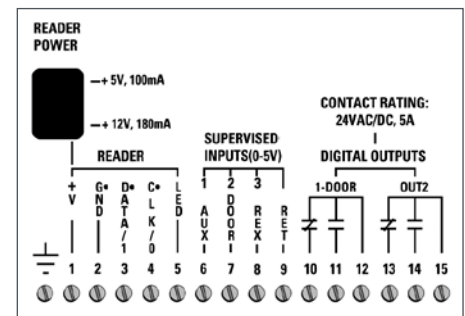 READER
POWER
+ 5V, 100mA
+ 12V, 180mA
CONTACT RATING:
24VAC/DC, 5A
SUPERVISED
INPUTS(0-5V)
READER
DIGITAL OUTPUTS
1 2 3
1-DOOR OUT2
+V GND DATA/1 CLK/0 LED AUX DOOR REX RET
1 2 3 4 5 6 7 8 9 10 11 12 13 14 15